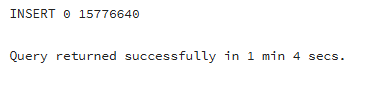 INSERT 0 15776640
Query returned successfully in 1 min 4 secs.